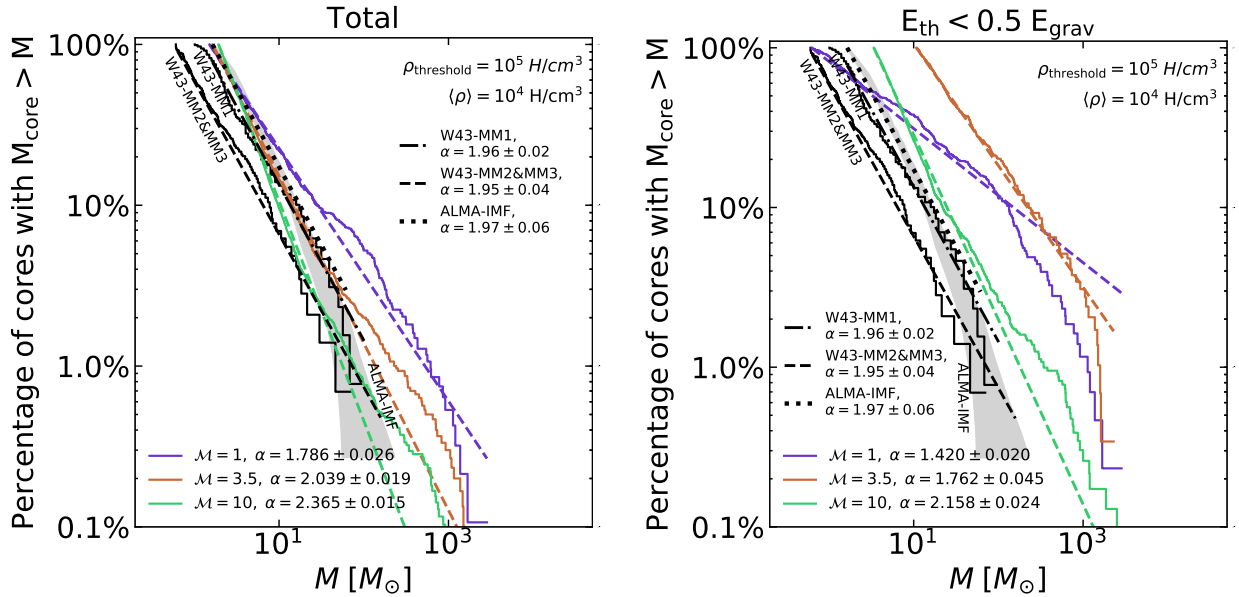 Total
Percentage of cores with M_core > M
100%
10%
1.0%
0.1%
ρ_threshold = 10^5 H/cm^3
⟨ρ⟩ = 10^4 H/cm^3
W43-MM1
W43-MM2&MM3
W43-MM1,
α = 1.96 ± 0.02
W43-MM2&MM3,
α = 1.95 ± 0.04
ALMA-IMF,
α = 1.97 ± 0.06
ALMA-IMF
ℳ = 1, α = 1.786 ± 0.026
ℳ = 3.5, α = 2.039 ± 0.019
ℳ = 10, α = 2.365 ± 0.015
10^1
10^3
M [M_⊙]
E_th < 0.5 E_grav
Percentage of cores with M_core > M
100%
10%
1.0%
0.1%
ρ_threshold = 10^5 H/cm^3
⟨ρ⟩ = 10^4 H/cm^3
W43-MM1
W43-MM2&MM3
W43-MM1,
α = 1.96 ± 0.02
W43-MM2&MM3,
α = 1.95 ± 0.04
ALMA-IMF,
α = 1.97 ± 0.06
ALMA-IMF
ℳ = 1, α = 1.420 ± 0.020
ℳ = 3.5, α = 1.762 ± 0.045
ℳ = 10, α = 2.158 ± 0.024
10^1
10^3
M [M_⊙]